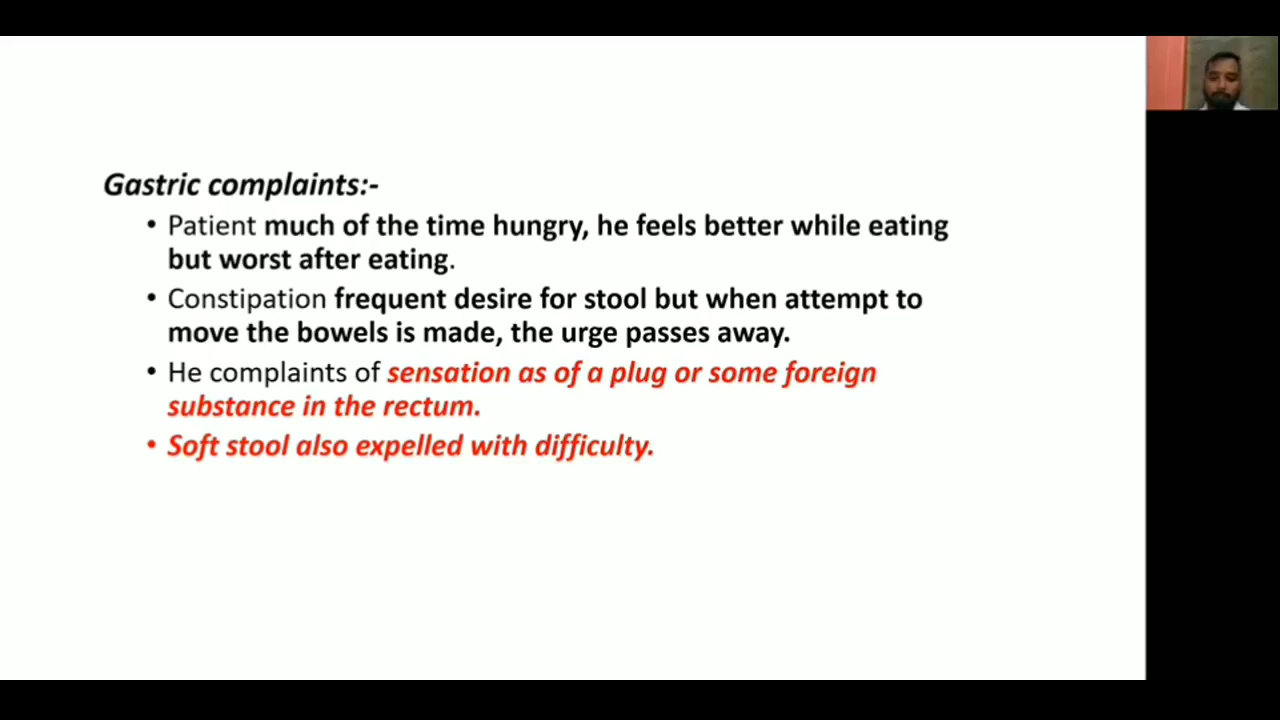 Gastric complaints:-
• Patient much of the time hungry, he feels better while eating
but worst after eating.
• Constipation frequent desire for stool but when attempt to
move the bowels is made, the urge passes away.
• He complaints of sensation as of a plug or some foreign
substance in the rectum.
• Soft stool also expelled with difficulty.